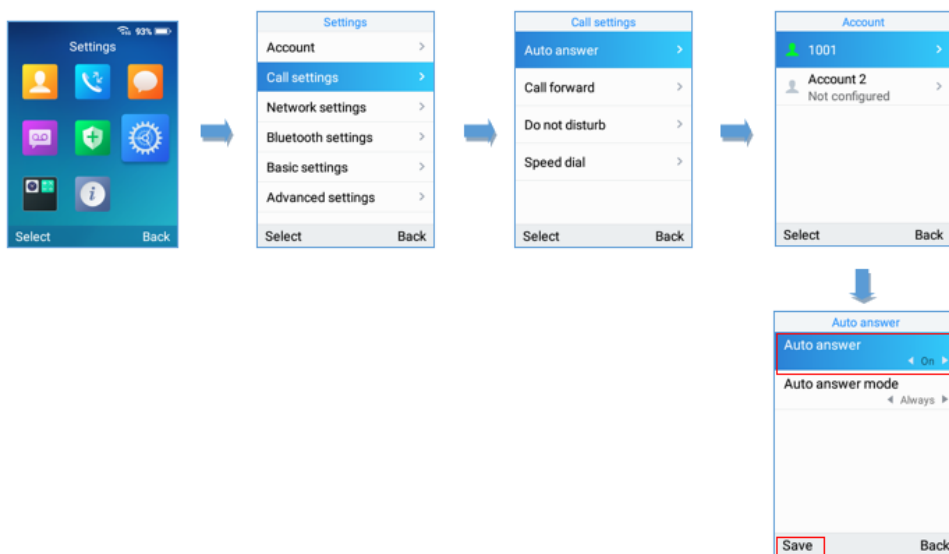 93%
Settings
Select Back
Settings
Account
Call settings
Network settings
Bluetooth settings
Basic settings
Advanced settings
Select Back
Call settings
Auto answer
Call forward
Do not disturb
Speed dial
Select Back
Account
1001
Account 2
Not configured
Select Back
Auto answer
Auto answer
On
Auto answer mode
Always
Save Back